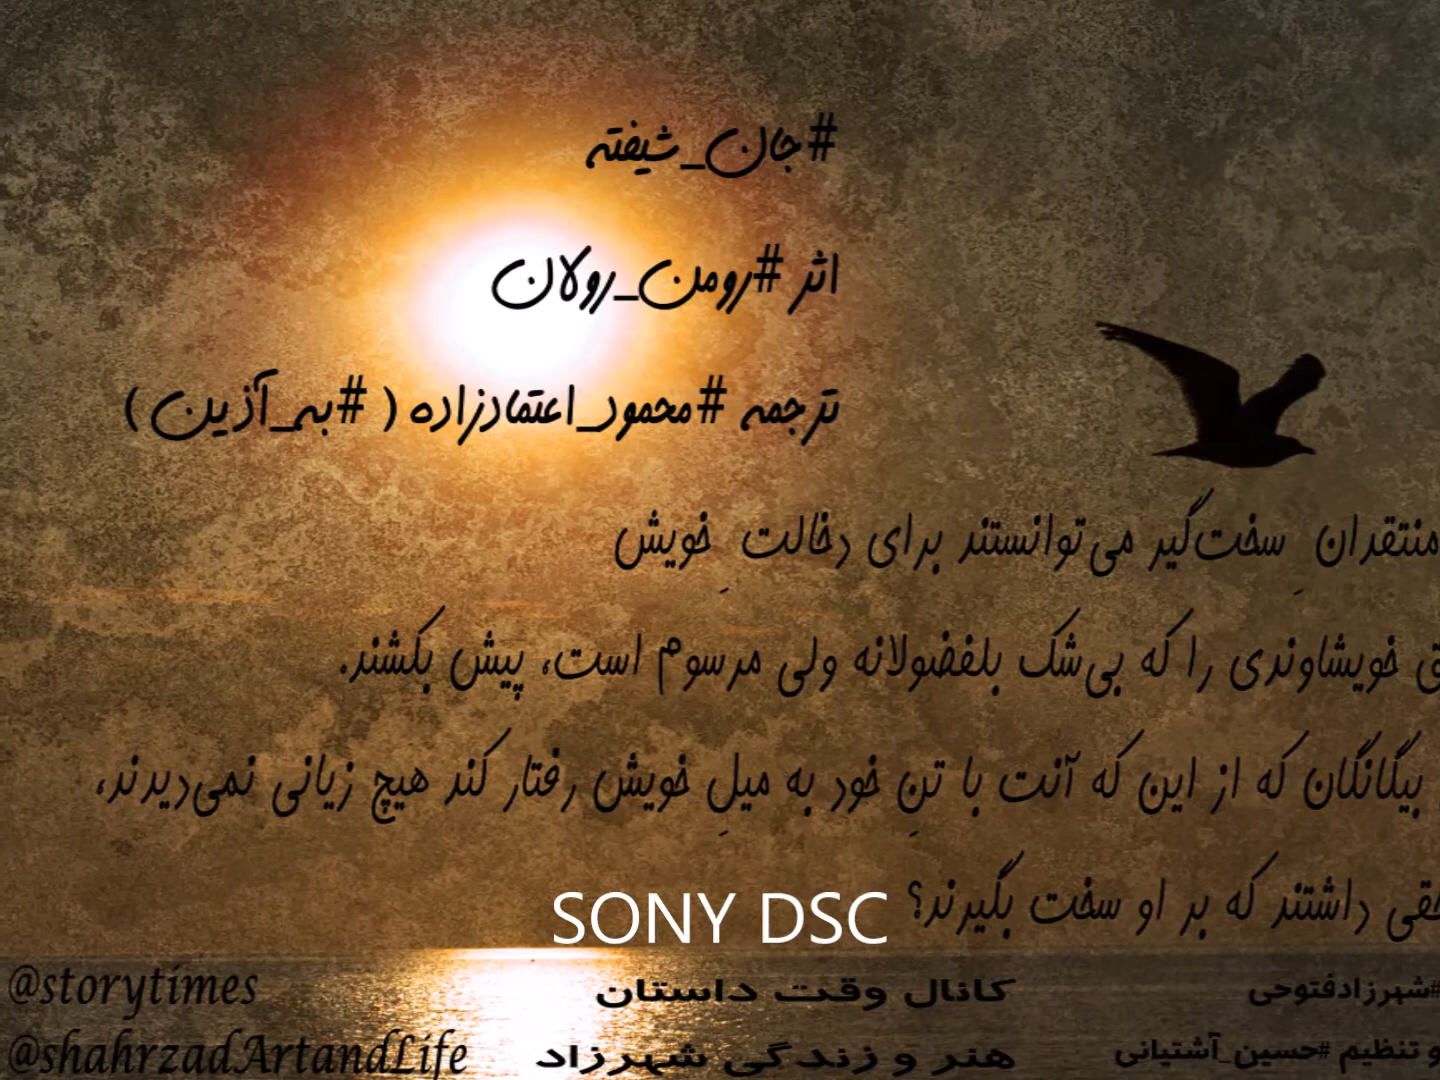 #جان_شیفته
اثر #رومن_رولان
ترجمه #محمود_اعتمادزاده ( #به_آذین )
منتقدان ِسخت‌گیر می‌توانستند برای دخالت ِخویش
خویشاوندی را که بی‌شک بلفضولانه ولی مرسوم است، پیش بکشند.
بیگانگان که از این که آنت با تنِ خود به میلِ خویش رفتار کند هیچ زیانی نمی‌دیدند،
حقی داشتند که بر او سخت بگیرند؟
SONY DSC
#شهرزادفتوحی
کانال وقت داستان
@storytimes
و تنظیم #حسین_آشتیانی
هنر و زندگی شهرزاد
@shahrzadArtandLife